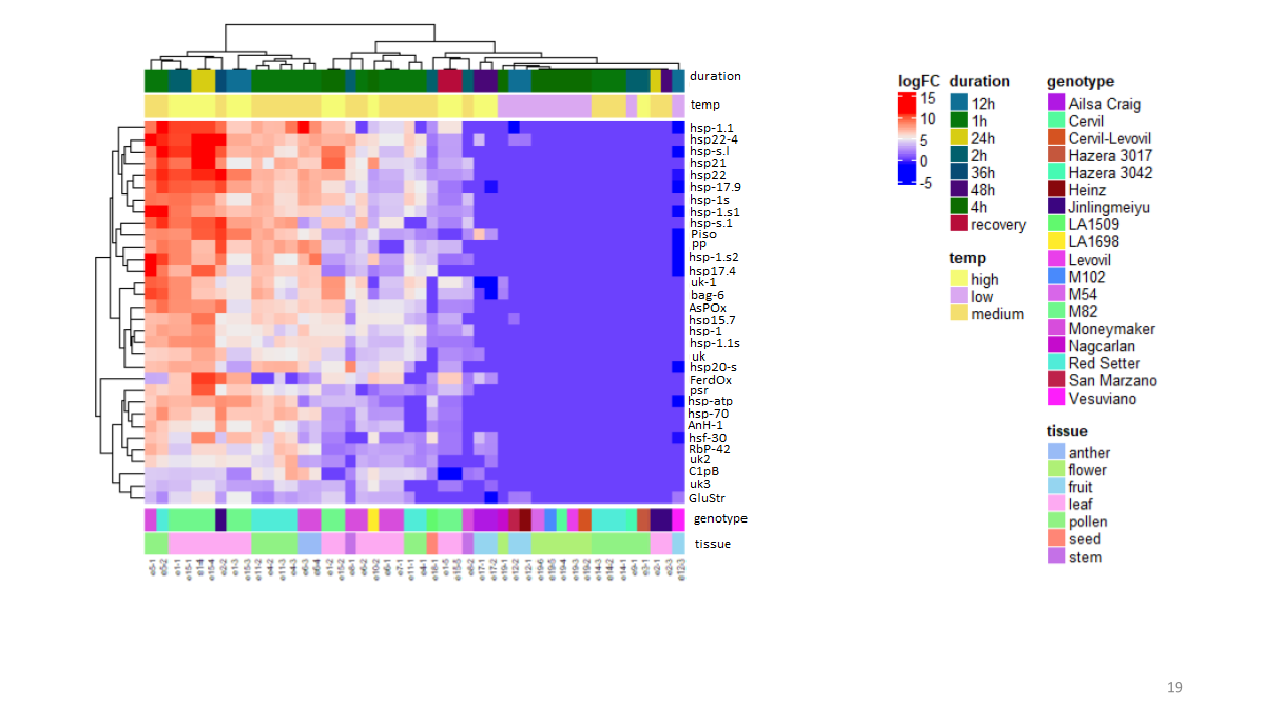 duration
temp
hsp-1.1
hsp22-4
hsp-s.l
hsp21
hsp22
hsp-17.9
hsp-1s
hsp-1.s1
hsp-s.1
Piso
PP
hsp-1.s2
hsp17.4
uk-1
bag-6
AsPOx
hsp15.7
hsp-1
hsp-1.1s
uk
hsp20-s
FerdOx
psr
hsp-atp
hsp-70
AnH-1
hsf-30
RbP-42
uk2
C1pB
uk3
GluStr
genotype
tissue
logFC
15
10
5
0
-5
duration
12h
1h
24h
2h
36h
48h
4h
recovery
temp
high
low
medium
genotype
Ailsa Craig
Cervil
Cervil-Levovil
Hazera 3017
Hazera 3042
Heinz
Jinlingmeiyu
LA1509
LA1698
Levovil
M102
M54
M82
Moneymaker
Nagcarlan
Red Setter
San Marzano
Vesuviano
tissue
anther
flower
fruit
leaf
pollen
seed
stem
19